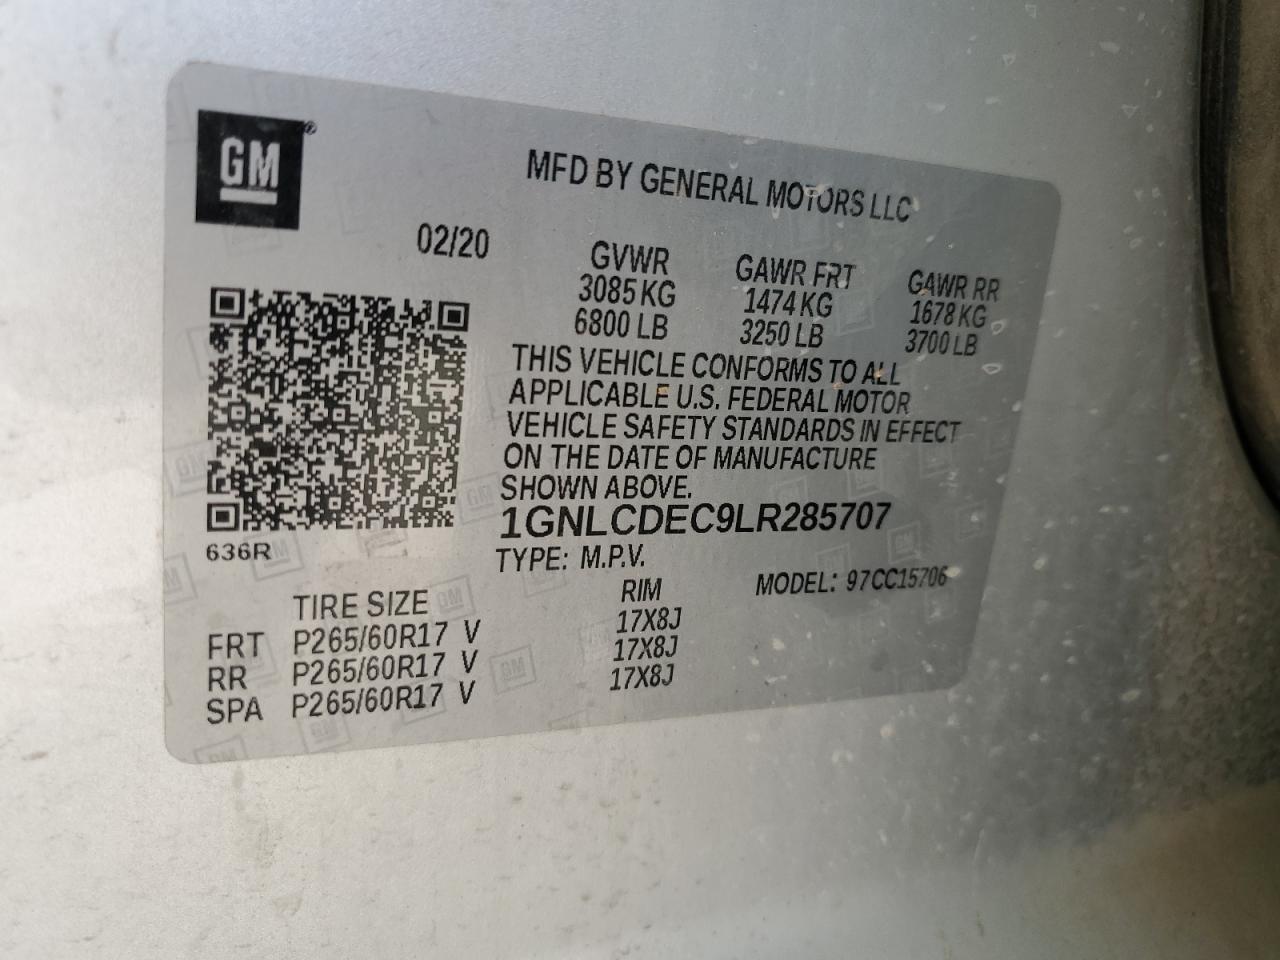 GM®
MFD BY GENERAL MOTORS LLC
02/20
GVWR GAWR FRT GAWR RR
3085 KG 1474 KG 1678 KG
6800 LB 3250 LB 3700 LB
THIS VEHICLE CONFORMS TO ALL
APPLICABLE U.S. FEDERAL MOTOR
VEHICLE SAFETY STANDARDS IN EFFECT
ON THE DATE OF MANUFACTURE
SHOWN ABOVE.
1GNLCDEC9LR285707
636R
TYPE: M.P.V.
MODEL: 97CC15706
TIRE SIZE RIM
FRT P265/60R17 V 17X8J
RR P265/60R17 V 17X8J
SPA P265/60R17 V 17X8J